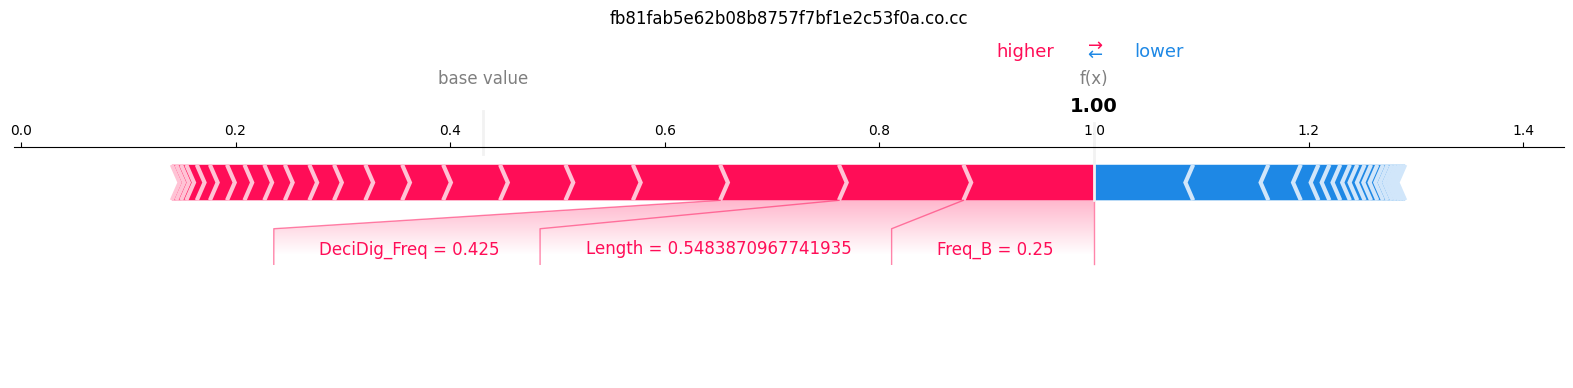 fb81fab5e62b08b8757f7bf1e2c53f0a.co.cc
higher → ← lower
base value f(x)
1.00
0.0 0.2 0.4 0.6 0.8 1.0 1.2 1.4
DeciDig_Freq = 0.425 Length = 0.5483870967741935 Freq_B = 0.25